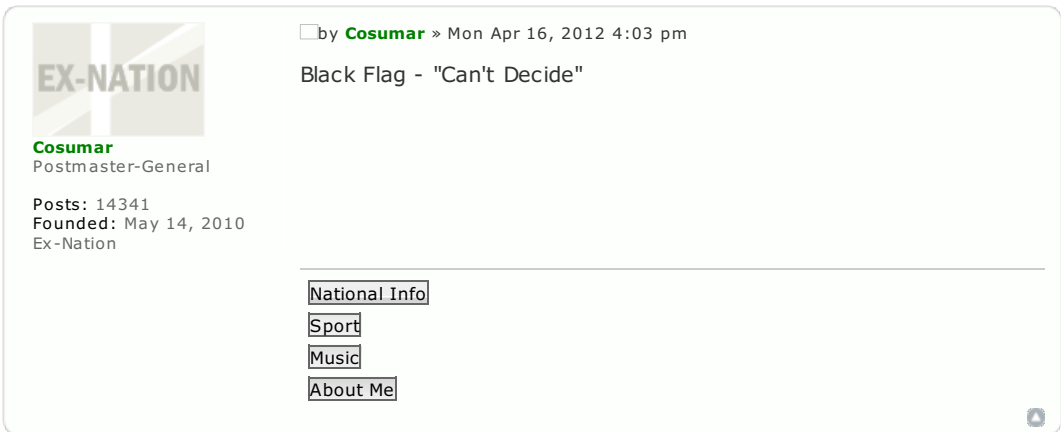 EX-NATION
Cosumar
Postmaster-General
Posts: 14341
Founded: May 14, 2010
Ex-Nation
by Cosumar » Mon Apr 16, 2012 4:03 pm
Black Flag - "Can't Decide"
National Info
Sport
Music
About Me